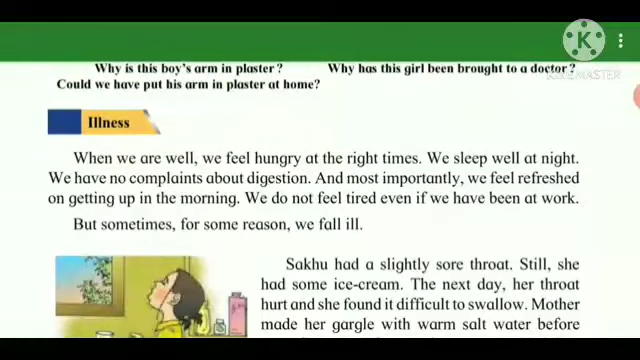 K
KINEMASTER
Why is this boy's arm in plaster? Why has this girl been brought to a doctor?
Could we have put his arm in plaster at home?
Illness
When we are well, we feel hungry at the right times. We sleep well at night.
We have no complaints about digestion. And most importantly, we feel refreshed
on getting up in the morning. We do not feel tired even if we have been at work.
But sometimes, for some reason, we fall ill.
Sakhu had a slightly sore throat. Still, she
had some ice-cream. The next day, her throat
hurt and she found it difficult to swallow. Mother
made her gargle with warm salt water before